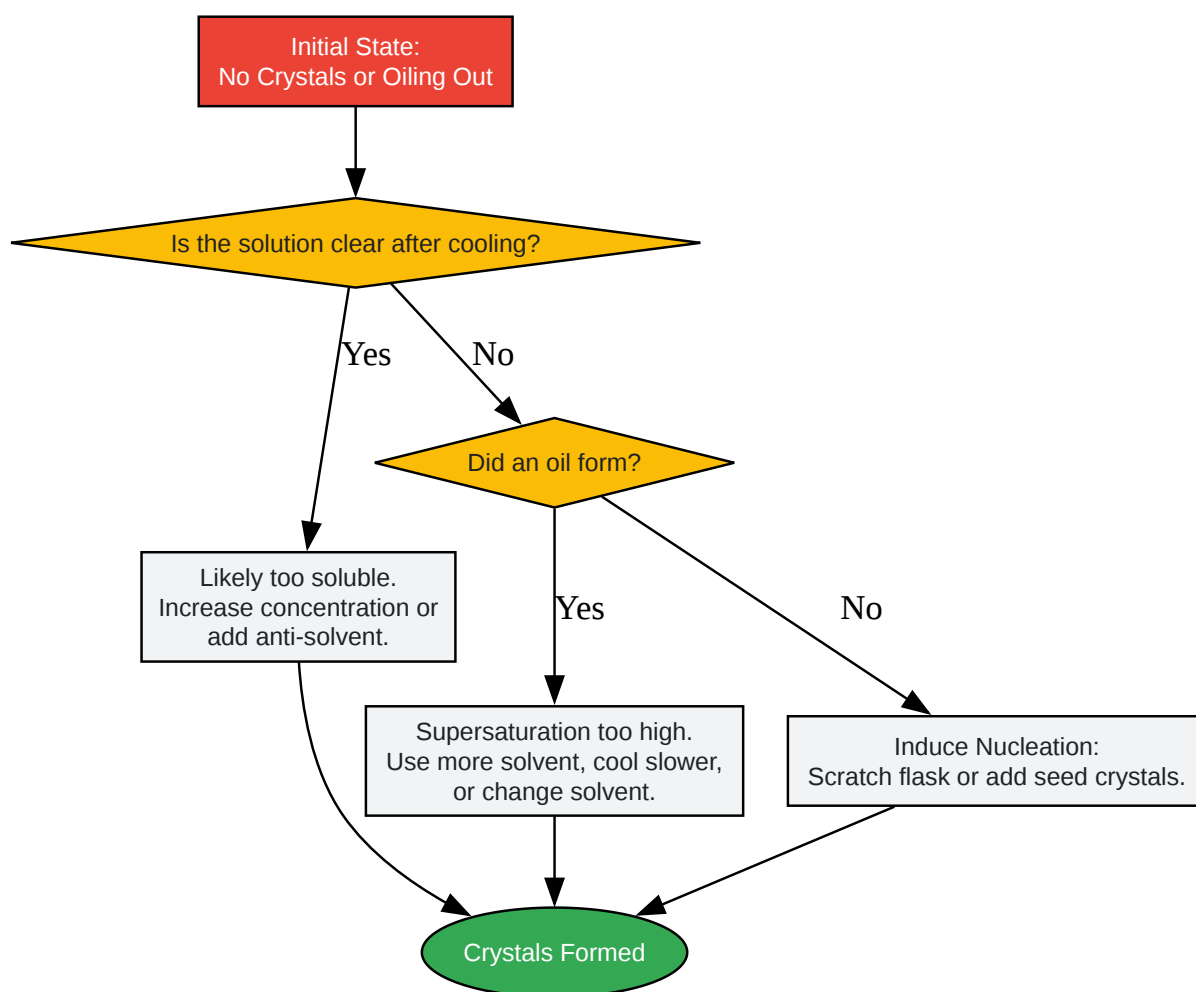 Initial State:
No Crystals or Oiling Out
Is the solution clear after cooling?
Yes
No
Did an oil form?
Likely too soluble.
Increase concentration or
add anti-solvent.
Yes
No
Supersaturation too high.
Use more solvent, cool slower,
or change solvent.
Induce Nucleation:
Scratch flask or add seed crystals.
Crystals Formed